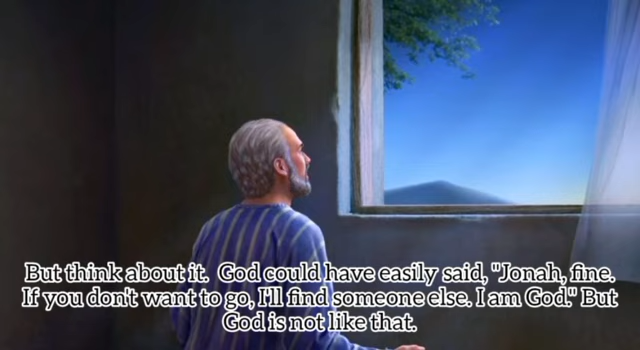 But think about it.  God could have easily said, "Jonah, fine.
If you don't want to go, I'll find someone else. I am God." But
God is not like that.